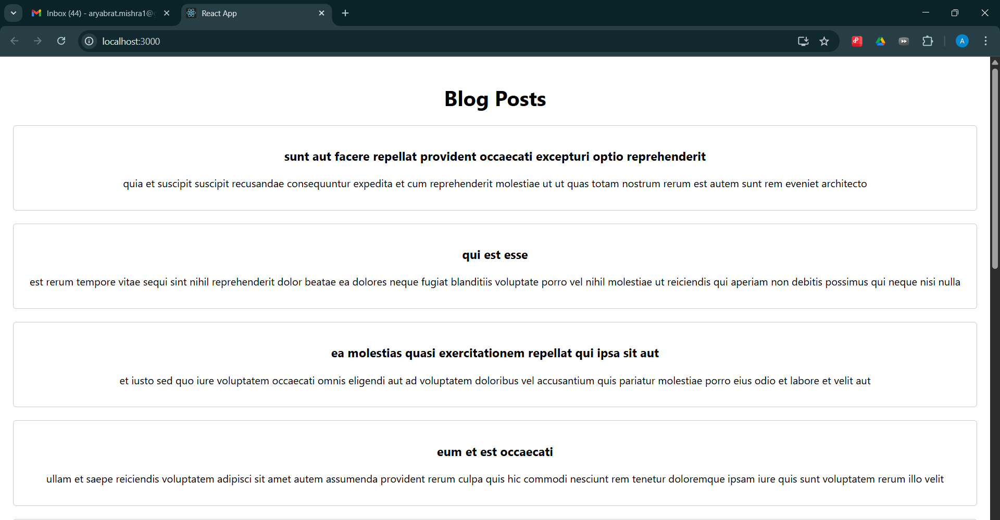 Inbox (44) - aryabrat.mishra1@
React App
localhost:3000
A
Blog Posts
sunt aut facere repellat provident occaecati excepturi optio reprehenderit
quia et suscipit suscipit recusandae consequuntur expedita et cum reprehenderit molestiae ut ut quas totam nostrum rerum est autem sunt rem eveniet architecto
qui est esse
est rerum tempore vitae sequi sint nihil reprehenderit dolor beatae ea dolores neque fugiat blanditiis voluptate porro vel nihil molestiae ut reiciendis qui aperiam non debitis possimus qui neque nisi nulla
ea molestias quasi exercitationem repellat qui ipsa sit aut
et iusto sed quo iure voluptatem occaecati omnis eligendi aut ad voluptatem doloribus vel accusantium quis pariatur molestiae porro eius odio et labore et velit aut
eum et est occaecati
ullam et saepe reiciendis voluptatem adipisci sit amet autem assumenda provident rerum culpa quis hic commodi nesciunt rem tenetur doloremque ipsam iure quis sunt voluptatem rerum illo velit